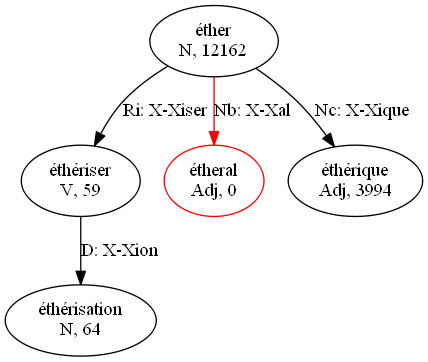 éther
N, 12162
Ri: X-Xiser
Nb: X-Xal
Nc: X-Xique
éthériser
V, 59
étheral
Adj, 0
éthérique
Adj, 3994
D: X-Xion
éthérisation
N, 64